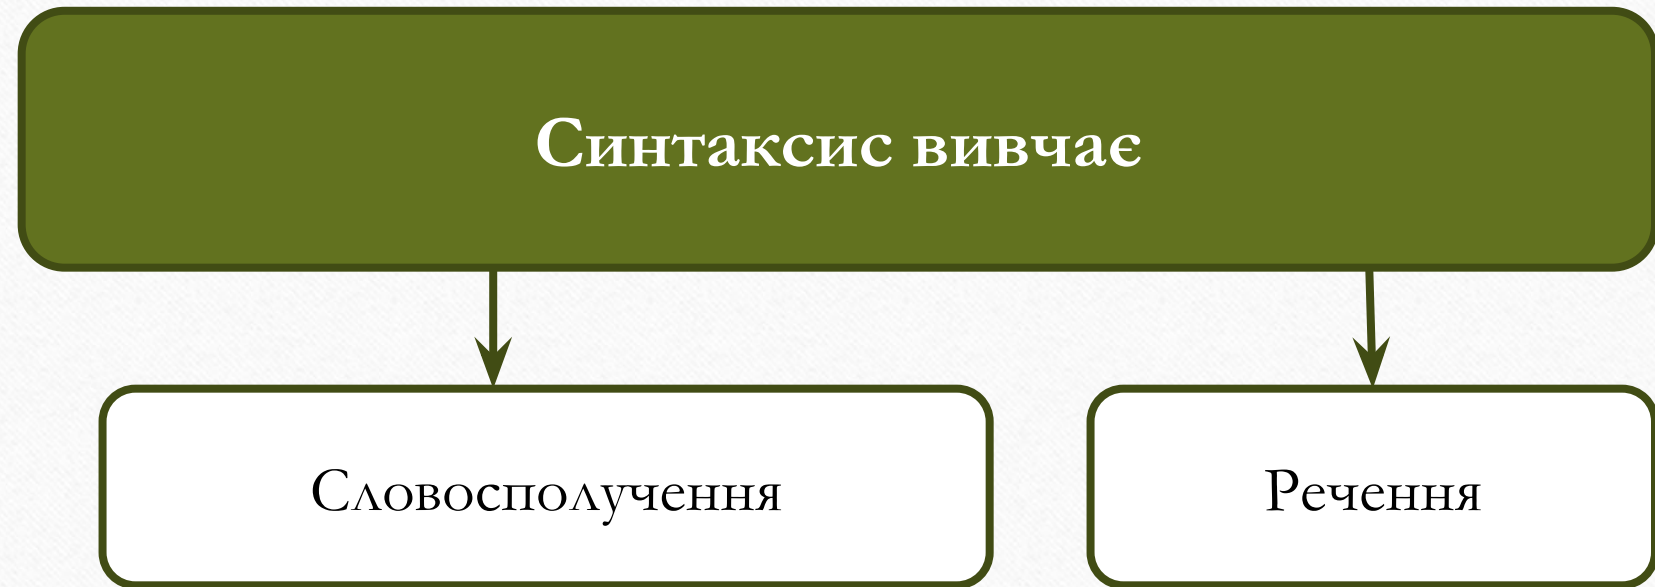 Синтаксис вивчає
Словосполучення
Речення